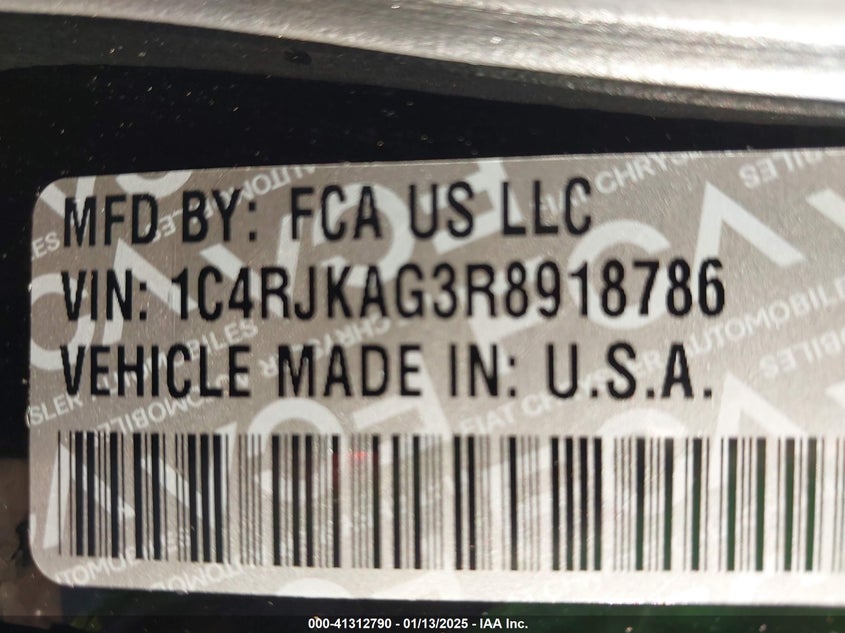 MFD BY: FCA US LLC
VIN: 1C4RJKAG3R8918786
VEHICLE MADE IN: U.S.A.
000-41312790 - 01/13/2025 - IAA Inc.